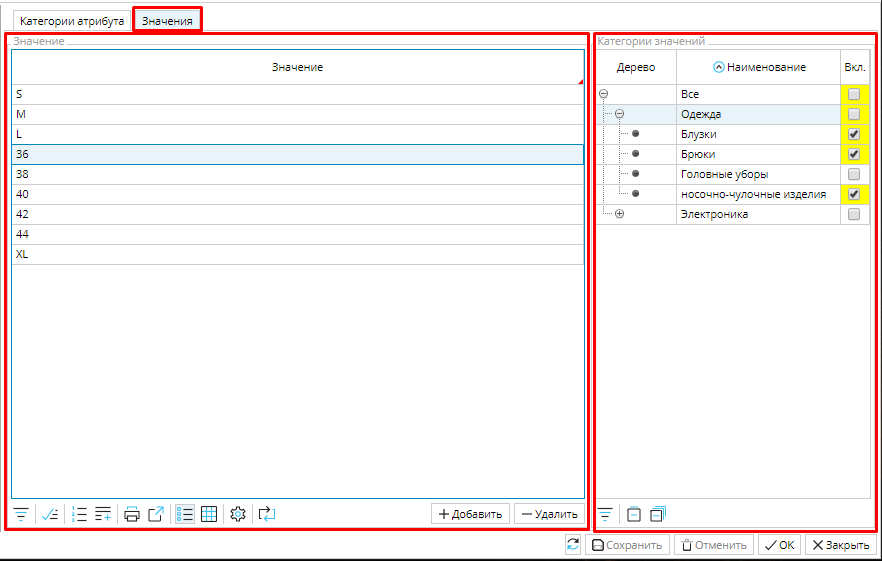 Категории атрибута
Значения
Значение
Значение
S
M
L
36
38
40
42
44
XL
Добавить
Удалить
Категории значений
Дерево Наименование Вкл.
Все
Одежда
Блузки
Брюки
Головные уборы
носочно-чулочные изделия
Электроника
Сохранить
Отменить
OK
Закрыть